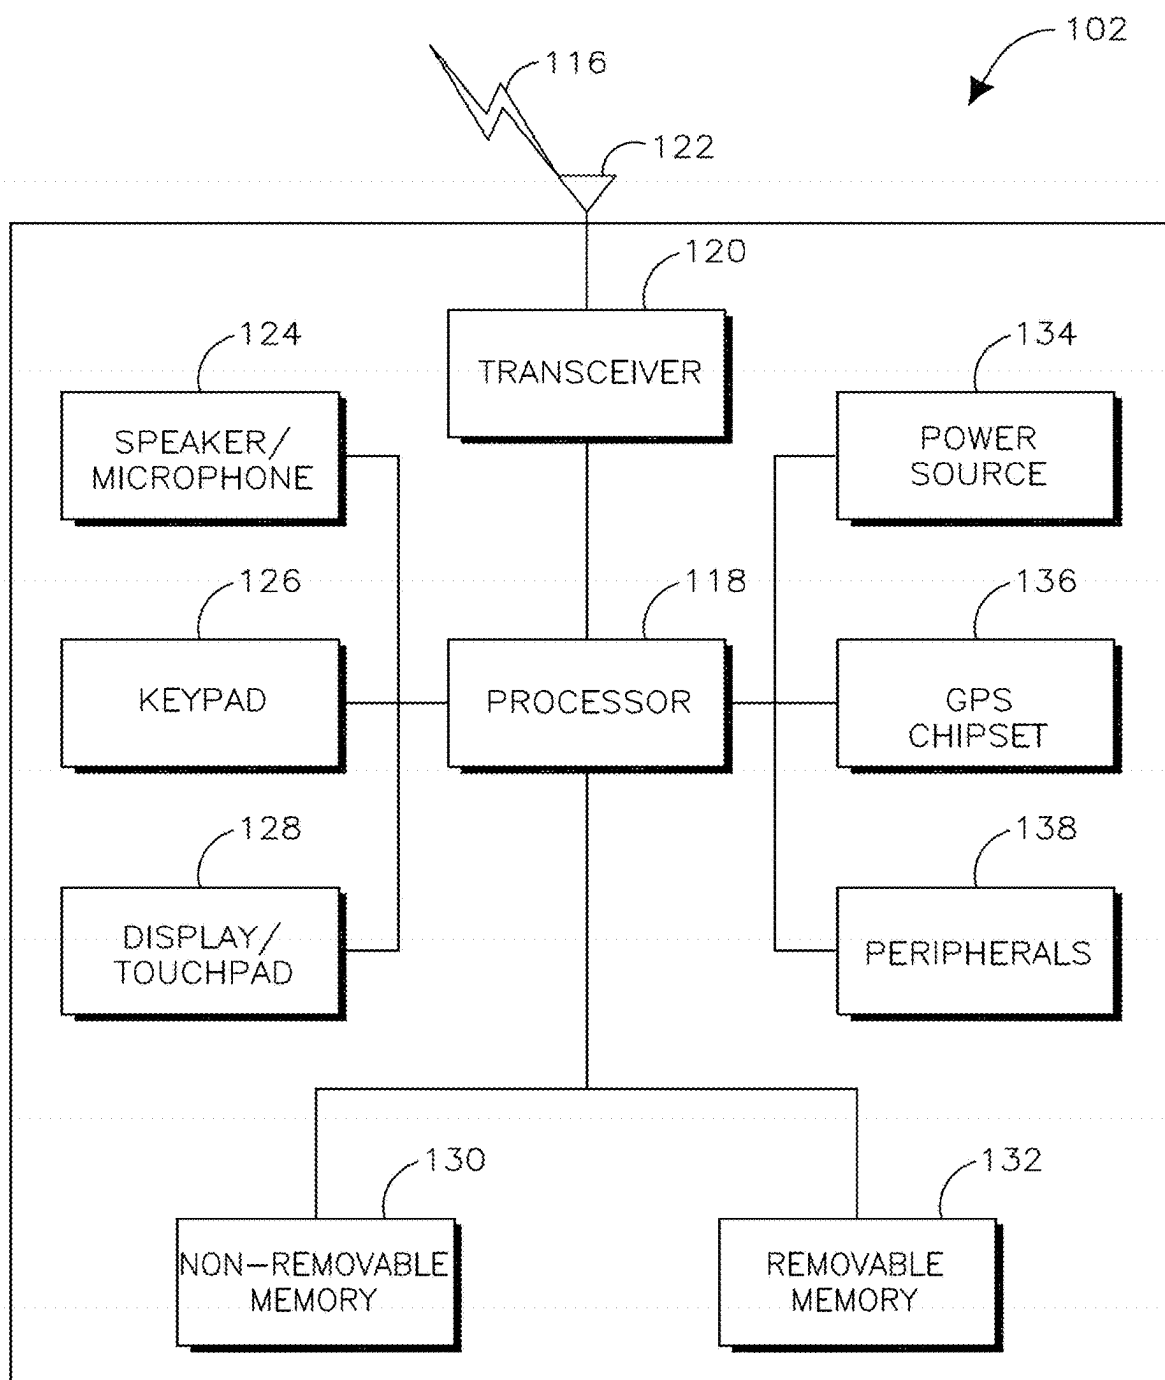 102
116
122
120
TRANSCEIVER
124
SPEAKER/
MICROPHONE
134
POWER
SOURCE
126
KEYPAD
118
PROCESSOR
136
GPS
CHIPSET
128
DISPLAY/
TOUCHPAD
138
PERIPHERALS
130
NON-REMOVABLE
MEMORY
132
REMOVABLE
MEMORY